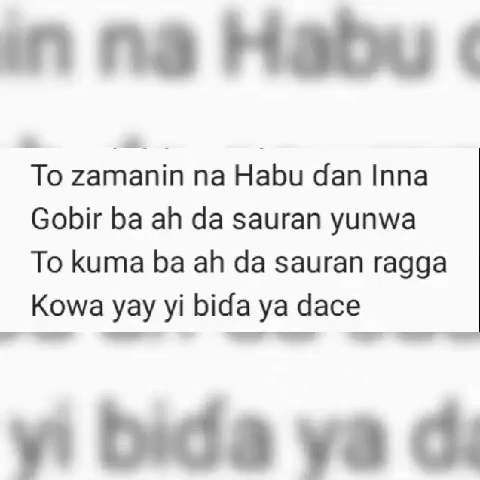 To zamanin na Habu ɗan Inna
Gobir ba ah da sauran yunwa
To kuma ba ah da sauran ragga
Kowa yay yi biɗa ya dace